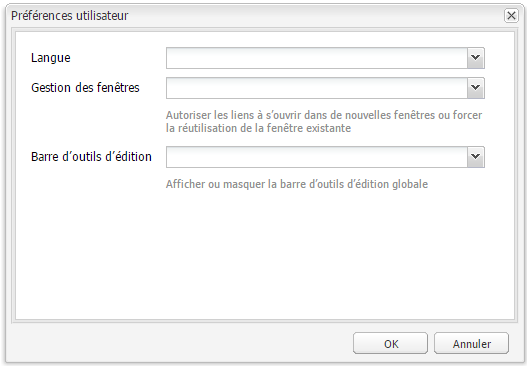 Préférences utilisateur
Langue
Gestion des fenêtres
Autoriser les liens à s’ouvrir dans de nouvelles fenêtres ou forcer
la réutilisation de la fenêtre existante
Barre d’outils d’édition
Afficher ou masquer la barre d’outils d’édition globale
OK
Annuler